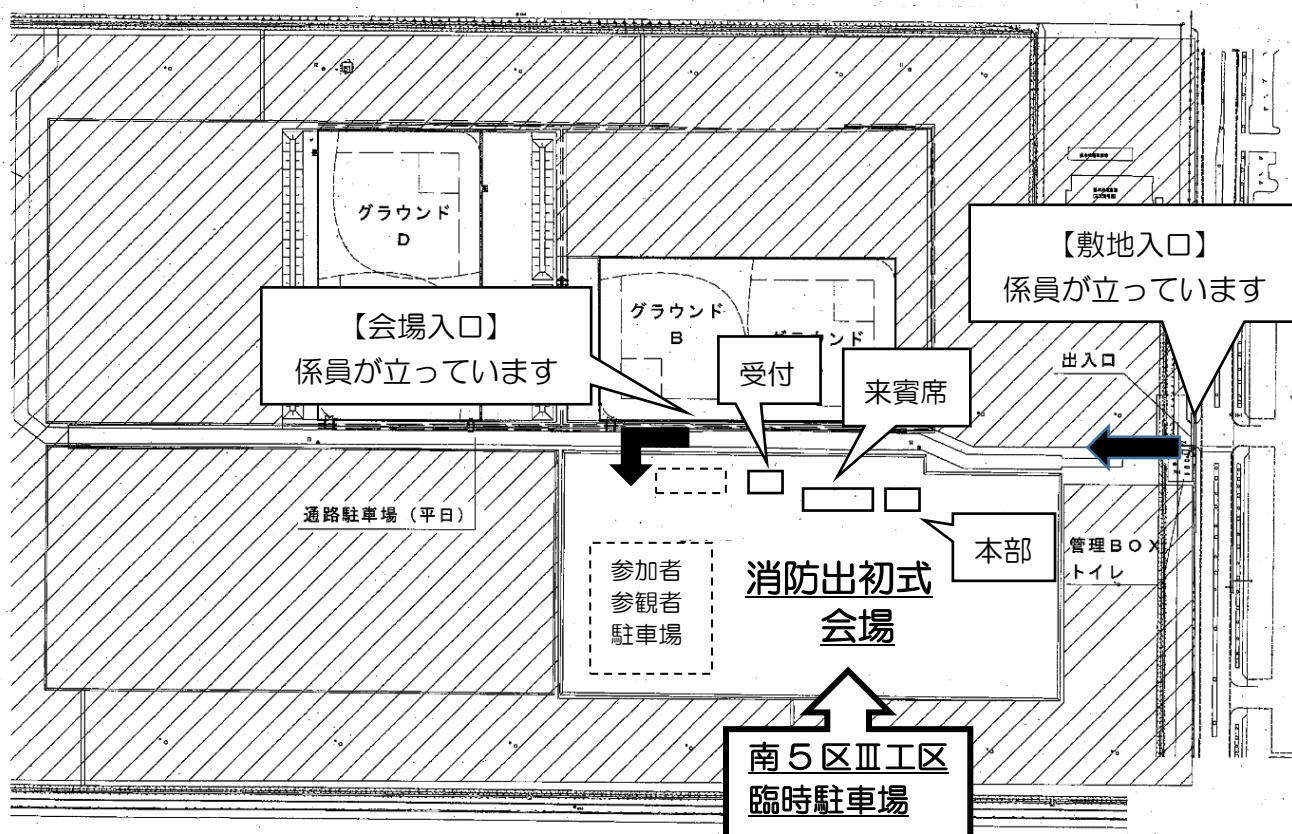 グラウンド
D
【敷地入口】
係員が立っています
【会場入口】
係員が立っています
グラウンド
B
受付
来賓席
出入口
通路駐車場（平日）
本部
管理BOX
トイレ
参加者
参観者
駐車場
消防出初式
会場
南５区Ⅲ工区
臨時駐車場